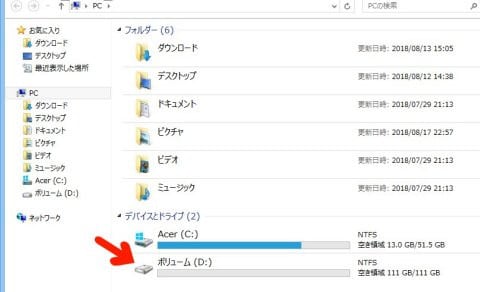 PC
PCの検索
お気に入り
ダウンロード
デスクトップ
最近表示した場所
PC
ダウンロード
デスクトップ
ドキュメント
ピクチャ
ビデオ
ミュージック
Acer (C:)
ボリューム (D:)
ネットワーク
フォルダー (6)
ダウンロード 更新日時: 2018/08/13 15:05
デスクトップ 更新日時: 2018/08/12 14:38
ドキュメント 更新日時: 2018/07/29 21:13
ピクチャ 更新日時: 2018/08/17 22:57
ビデオ 更新日時: 2018/07/29 21:13
ミュージック 更新日時: 2018/07/29 21:13
デバイスとドライブ (2)
Acer (C:) NTFS
空き領域 13.0 GB/51.5 GB
ボリューム (D:) NTFS
空き領域 111 GB/111 GB